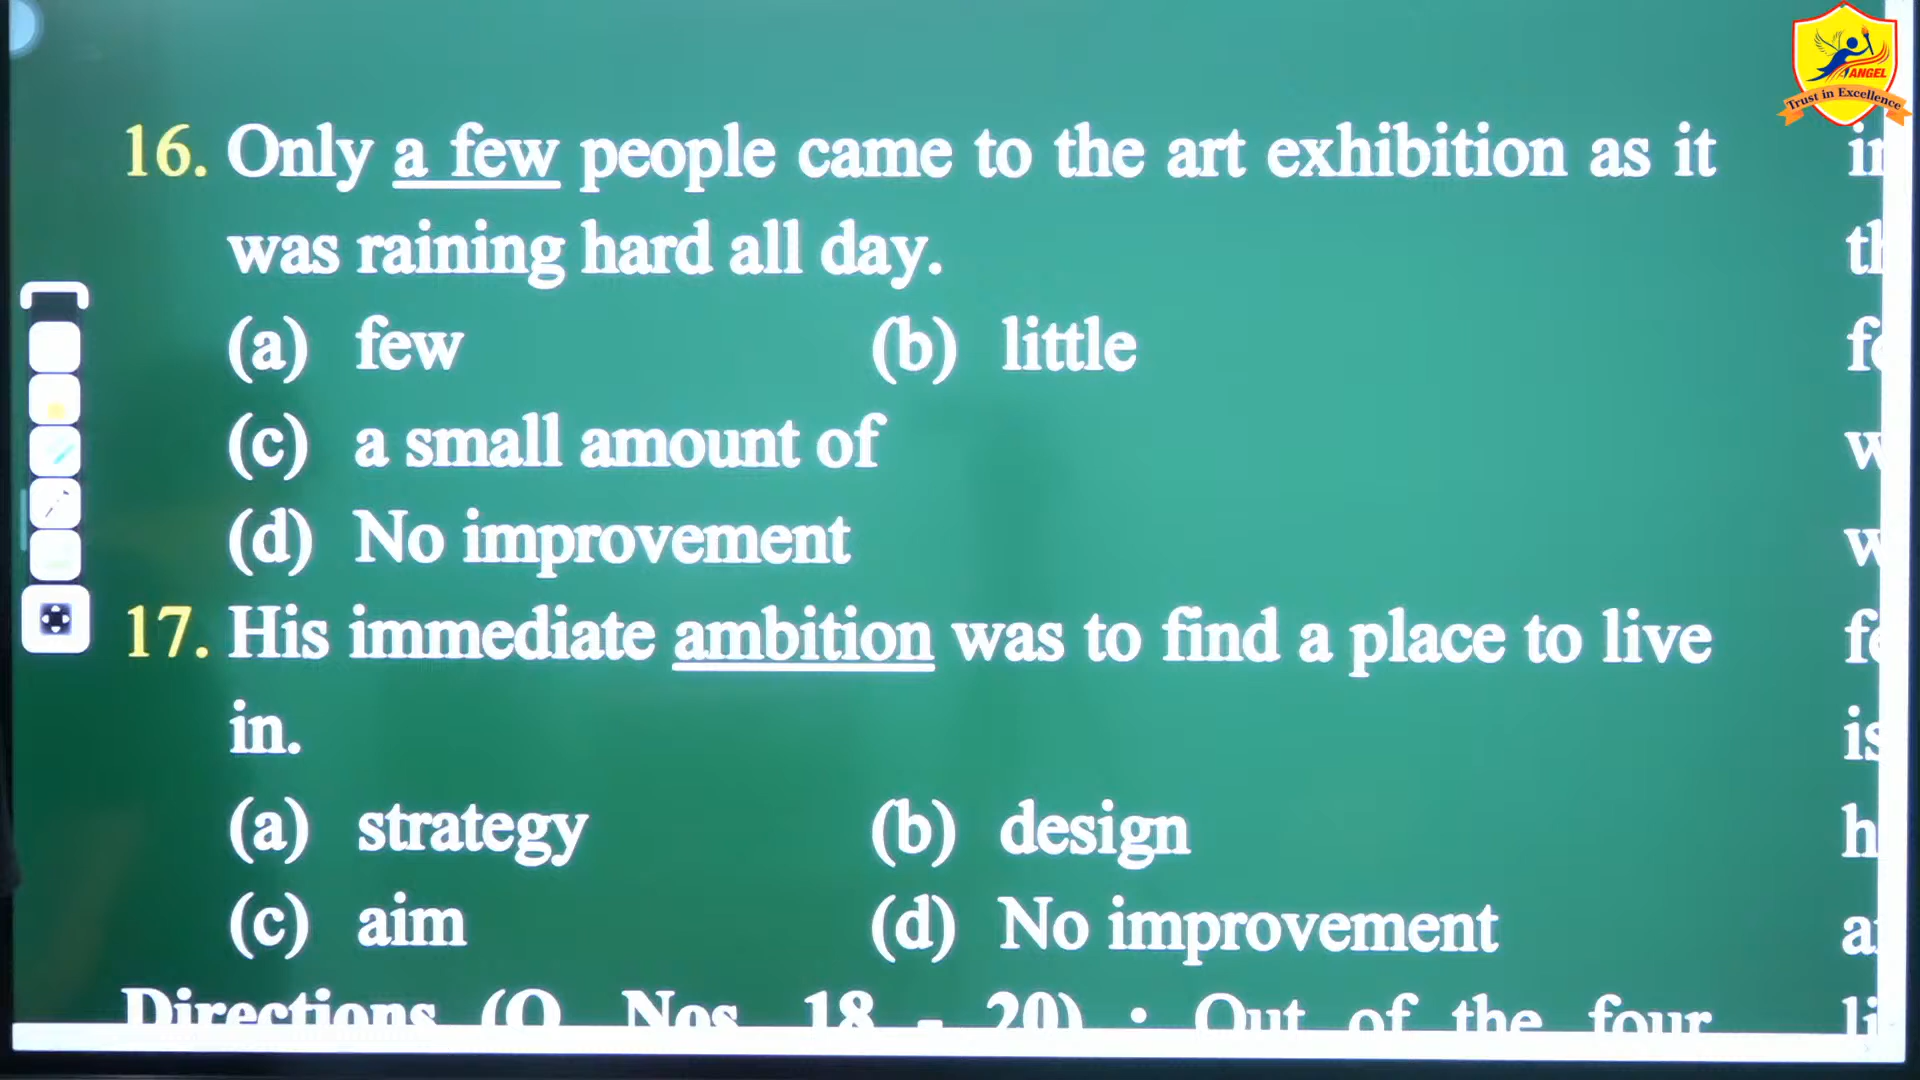 ANGEL
Trust in Excellence
16. Only a few people came to the art exhibition as it
was raining hard all day.
(a) few (b) little
(c) a small amount of
(d) No improvement
17. His immediate ambition was to find a place to live
in.
(a) strategy (b) design
(c) aim (d) No improvement
Directions (Q. Nos. 18 - 20) : Out of the four